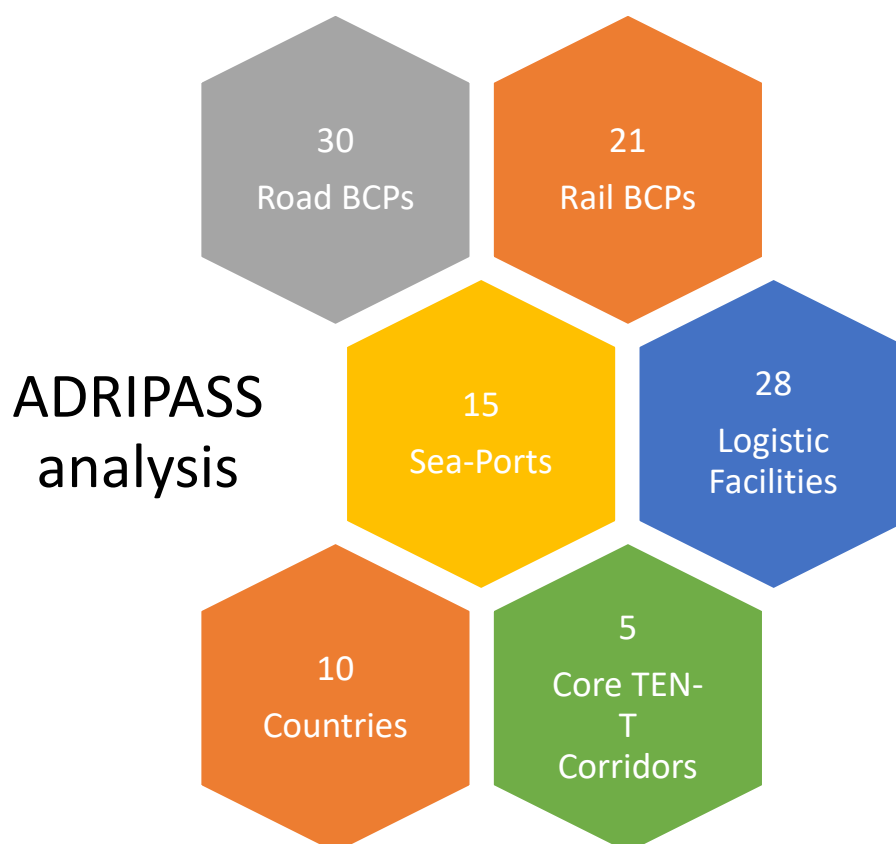 30
Road BCPs
21
Rail BCPs
ADRIPASS
analysis
15
Sea-Ports
28
Logistic
Facilities
10
Countries
5
Core TEN-
T
Corridors